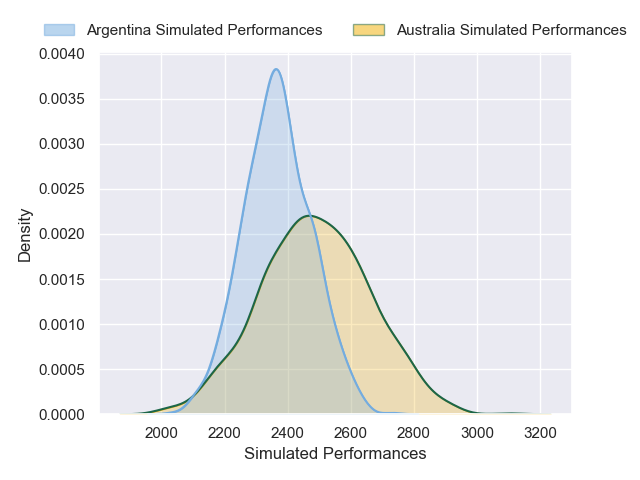 Argentina Simulated Performances Australia Simulated Performances
0.0040
0.0035
0.0030
0.0025
0.0020
0.0015
0.0010
0.0005
0.0000
Density
2000 2200 2400 2600 2800 3000 3200
Simulated Performances